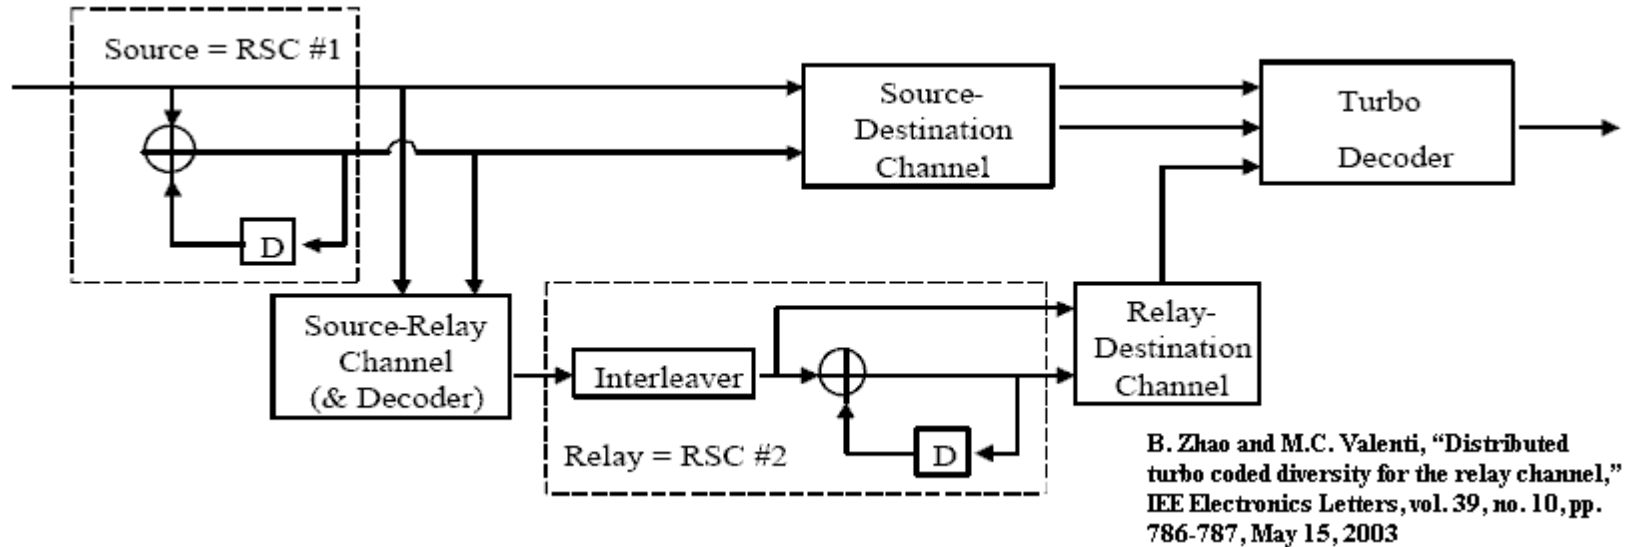 Source = RSC #1
D
Source-
Destination
Channel
Turbo
Decoder
Source-Relay
Channel
(& Decoder)
Interleaver
D
Relay = RSC #2
Relay-
Destination
Channel
B. Zhao and M.C. Valenti, “Distributed
turbo coded diversity for the relay channel,”
IEE Electronics Letters, vol. 39, no. 10, pp.
786-787, May 15, 2003